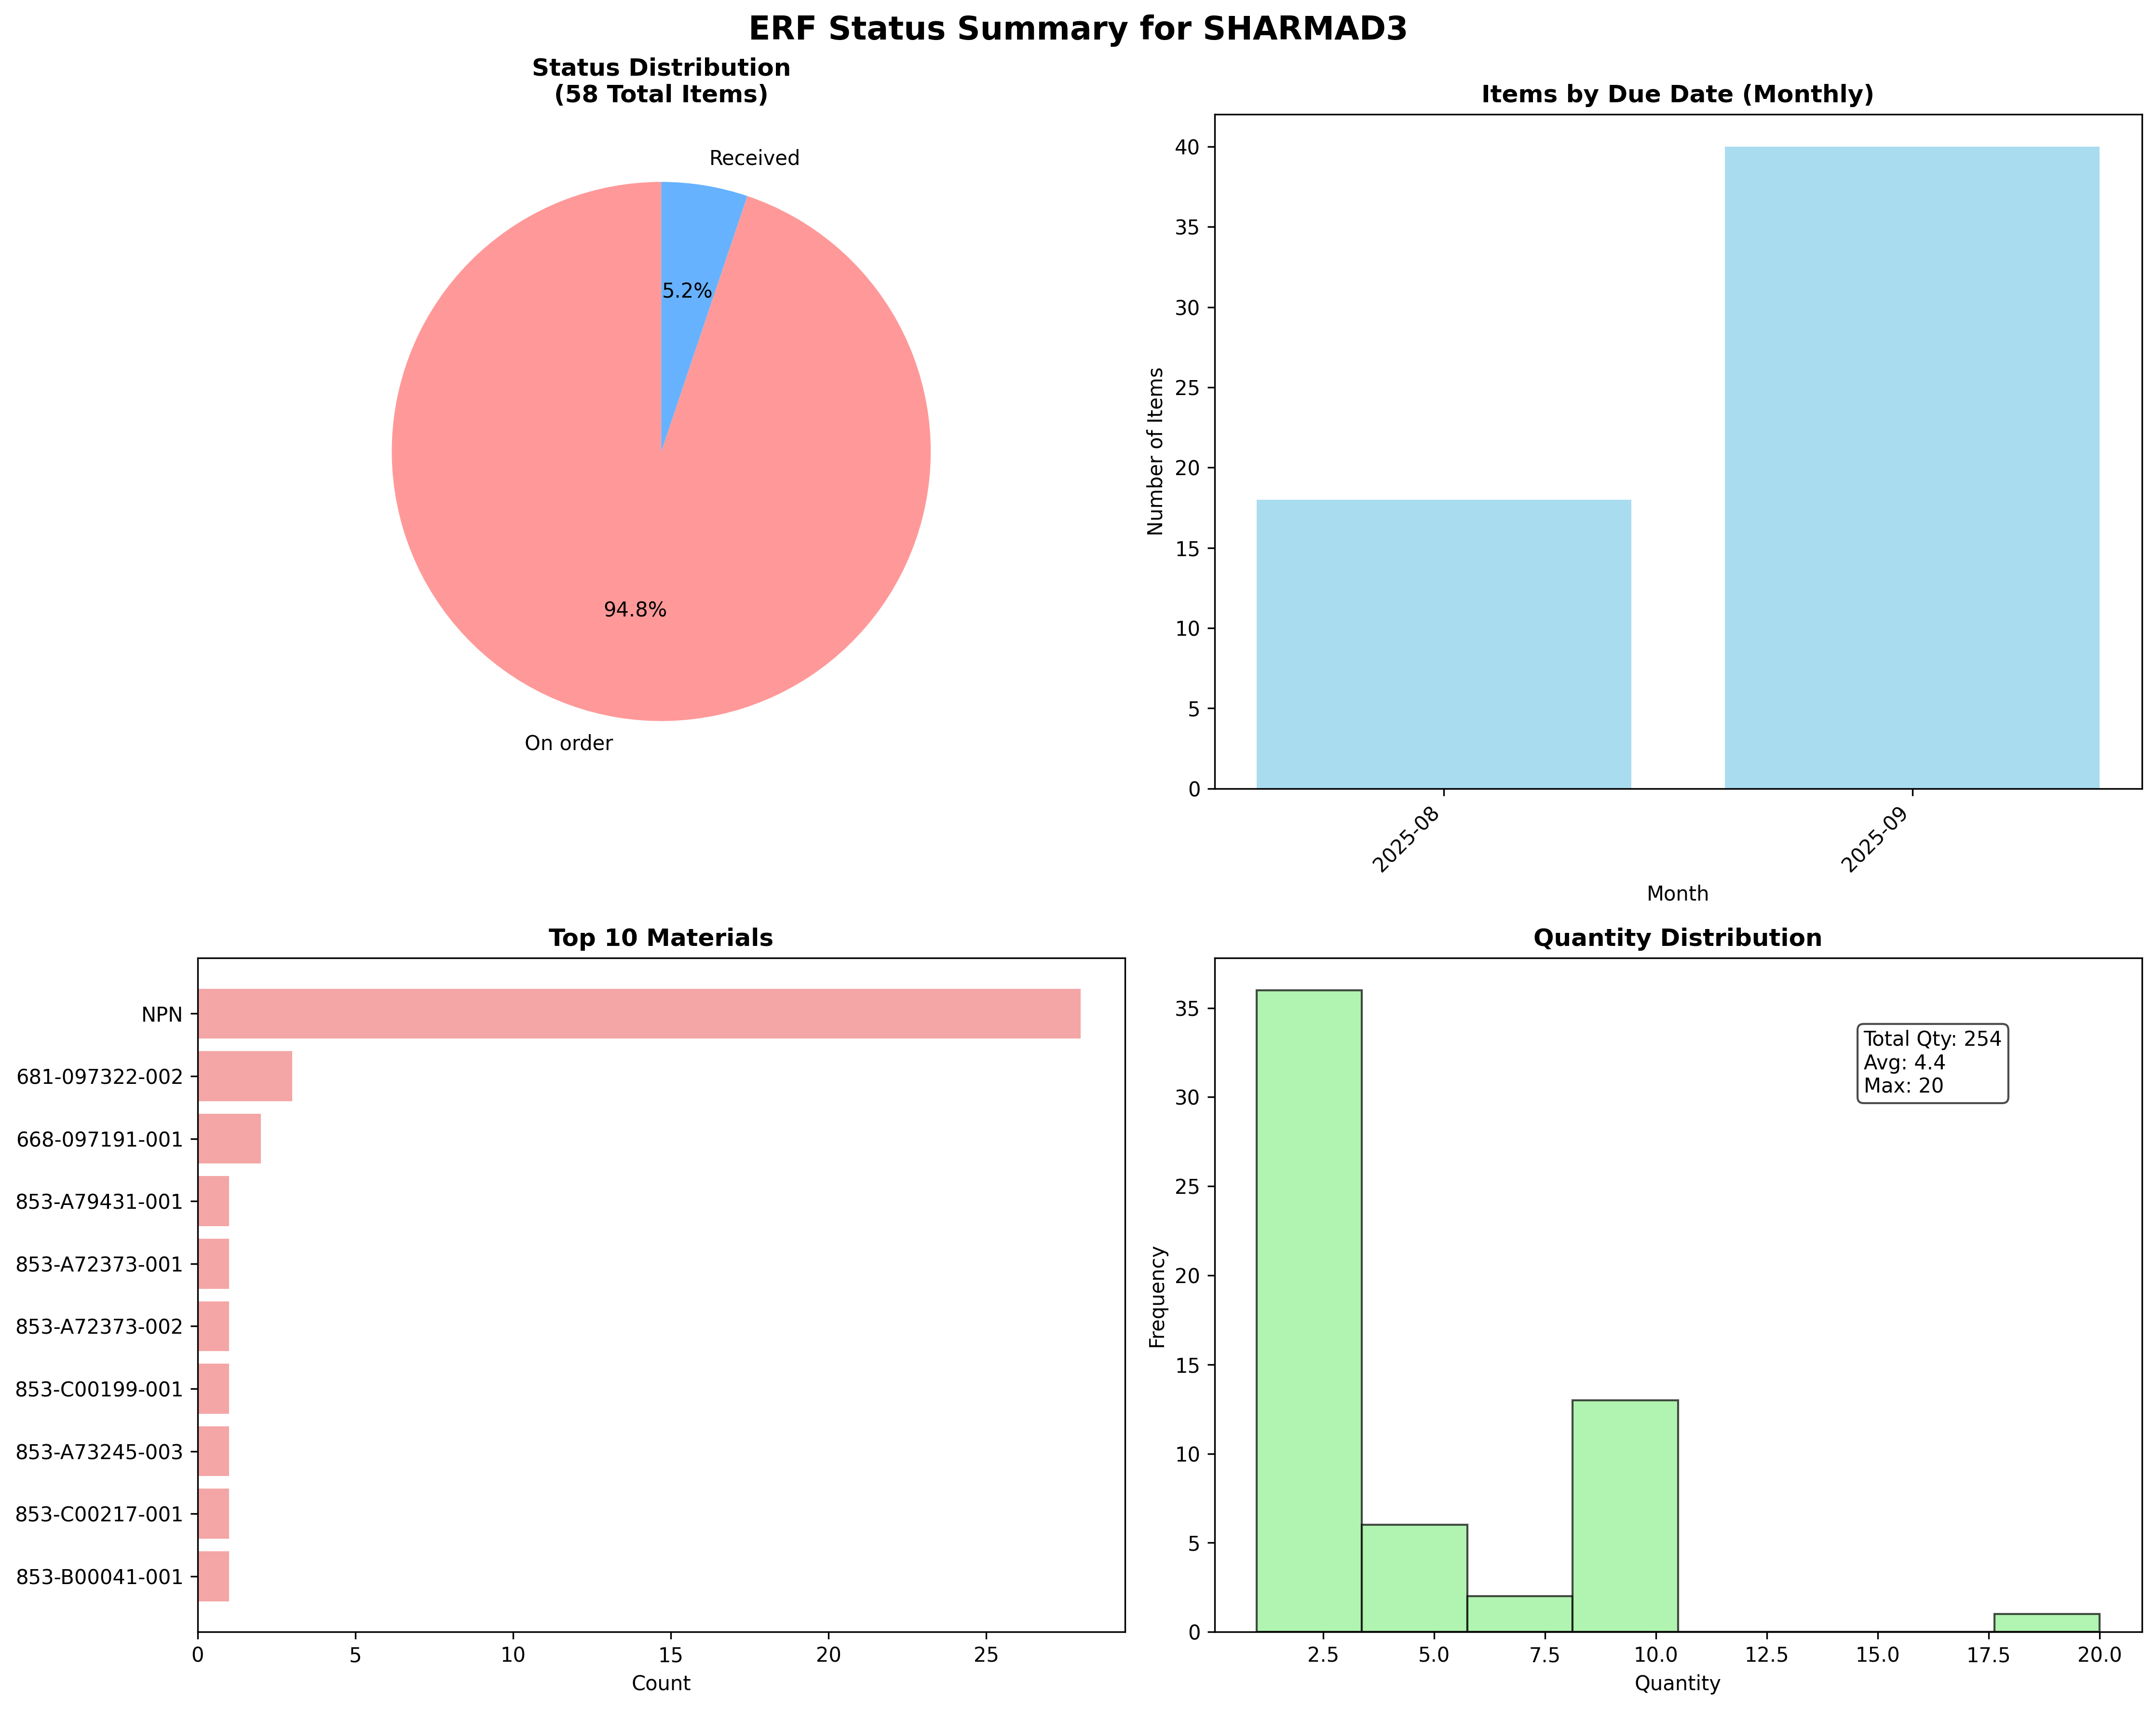 ERF Status Summary for SHARMAD3
Status Distribution
(58 Total Items)
Received
5.2%
94.8%
On order
Items by Due Date (Monthly)
Number of Items
40
35
30
25
20
15
10
5
0
2025-08
2025-09
Month
Top 10 Materials
NPN
681-097322-002
668-097191-001
853-A79431-001
853-A72373-001
853-A72373-002
853-C00199-001
853-A73245-003
853-C00217-001
853-B00041-001
0
5
10
15
20
25
Count
Quantity Distribution
Total Qty: 254
Avg: 4.4
Max: 20
Frequency
35
30
25
20
15
10
5
0
2.5
5.0
7.5
10.0
12.5
15.0
17.5
20.0
Quantity